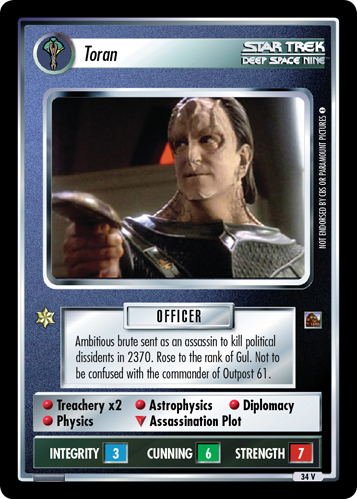 Toran
STAR TREK
DEEP SPACE NINE
NOT ENDORSED BY CBS OR PARAMOUNT PICTURES
OFFICER
Ambitious brute sent as an assassin to kill political
dissidents in 2370. Rose to the rank of Gul. Not to
be confused with the commander of Outpost 61.
Treachery x2 Astrophysics Diplomacy
Physics Assassination Plot
INTEGRITY 3 CUNNING 6 STRENGTH 7
34 V